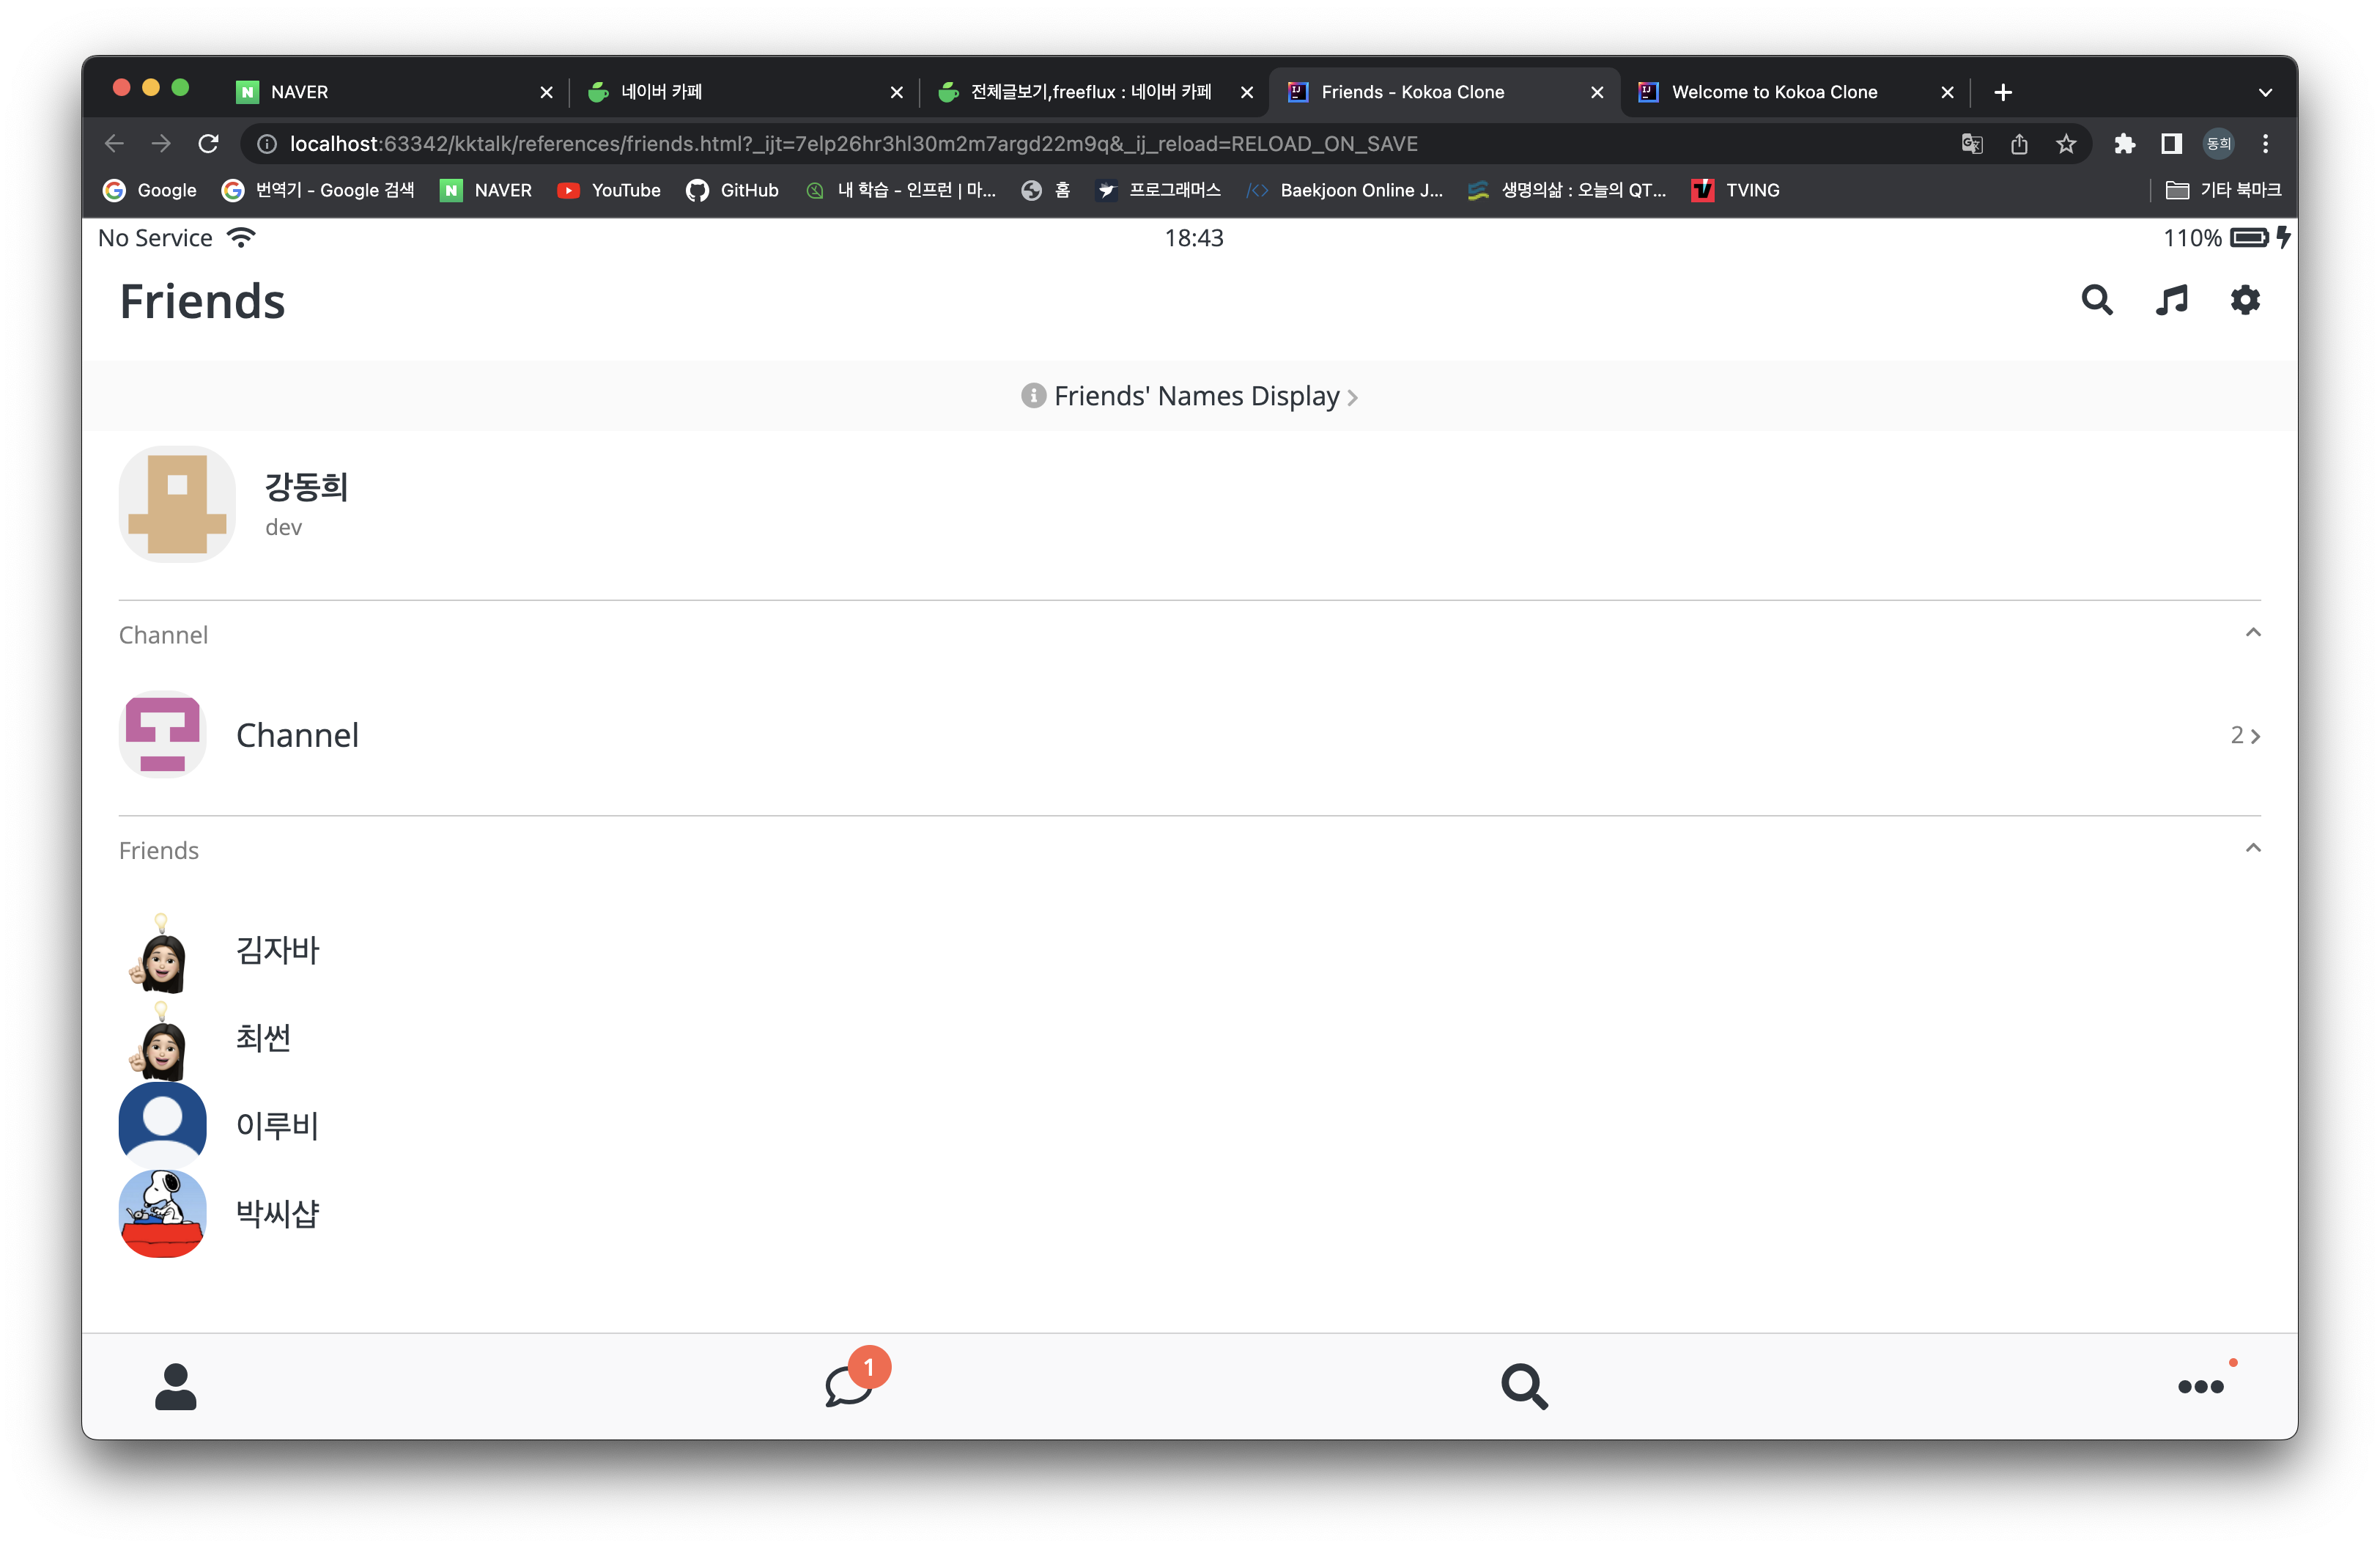 NAVER
네이버 카페
전체글보기,freeflux : 네이버 카페
Friends - Kokoa Clone
Welcome to Kokoa Clone
localhost:63342/kktalk/references/friends.html?_ijt=7elp26hr3hl30m2m7argd22m9q&_ij_reload=RELOAD_ON_SAVE
동희
Google
번역기 - Google 검색
NAVER
YouTube
GitHub
내 학습 - 인프런 | 마...
홈
프로그래머스
Baekjoon Online J...
생명의삶 : 오늘의 QT...
TVING
기타 북마크
No Service
18:43
110%
Friends
Friends' Names Display
강동희
dev
Channel
Channel
2
Friends
김자바
최썬
이루비
박씨샵
1